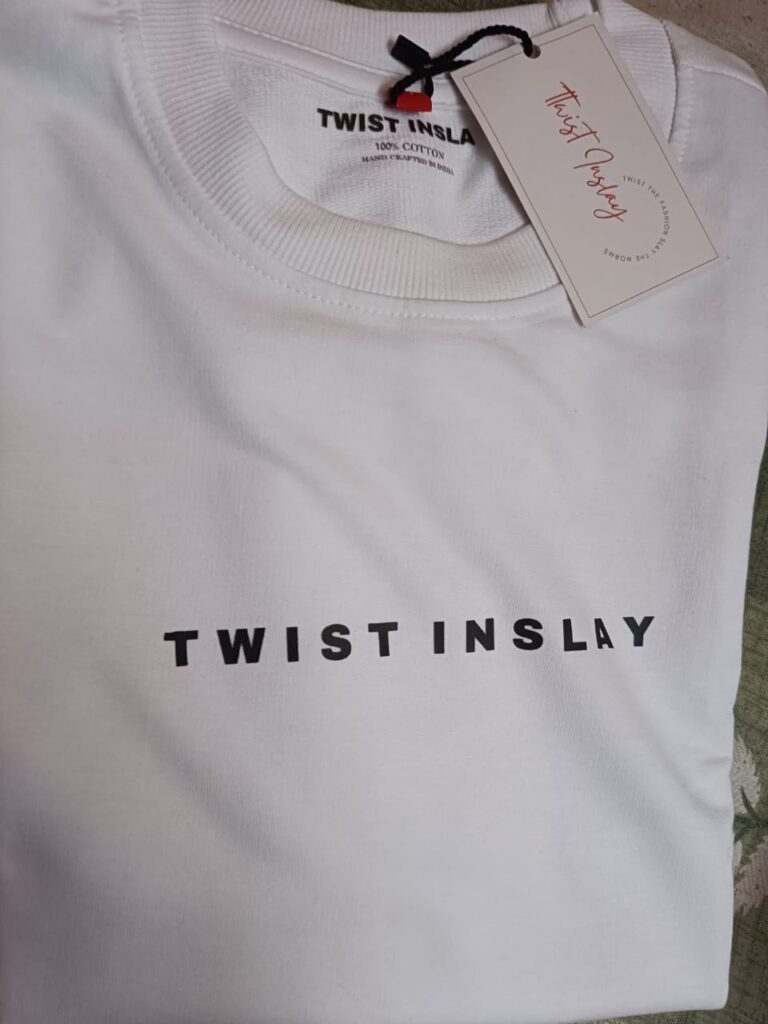 TWIST INSLA
100% COTTON
HAND CRAFTED IN INDIA
Twist Inslay
TWIST THE FASHION SLAY THE NORMS
TWIST INSLAY